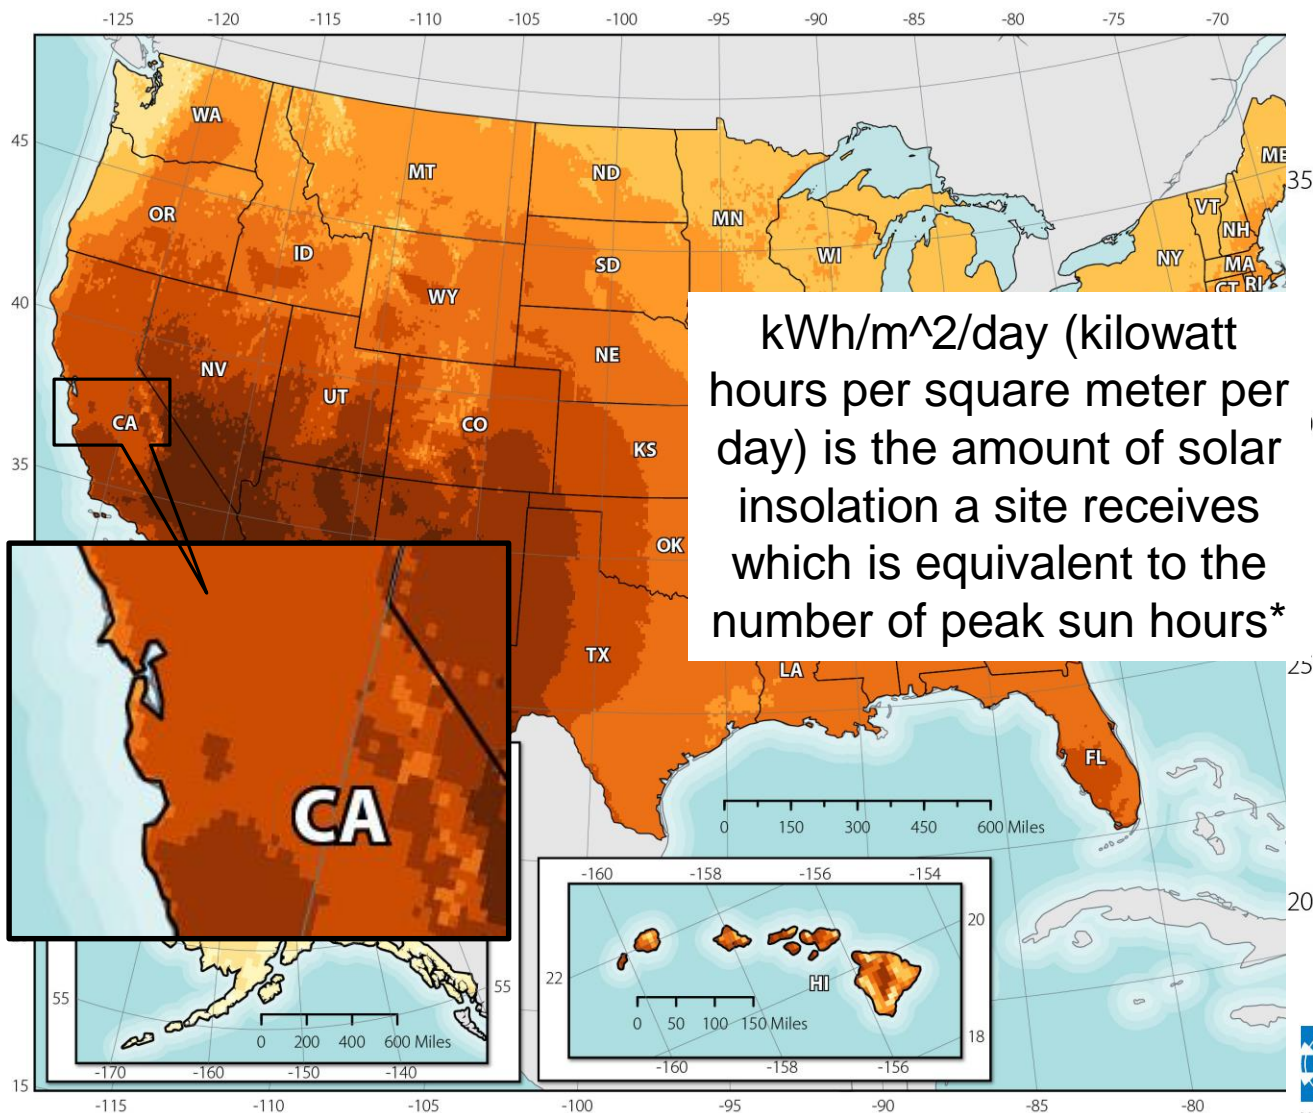 -125 -120 -115 -110 -105 -100 -95 -90 -85 -80 -75 -70
WA
45
MT
ND
ME
35
OR
MN
VT
NH
ID
SD
WI
NY
MA
WY
CT RI
40
NE
kWh/m^2/day (kilowatt
hours per square meter per
day) is the amount of solar
insolation a site receives
which is equivalent to the
number of peak sun hours*
NV
UT
CA
CO
KS
35
OK
TX
LA
25
FL
CA
0 150 300 450 600 Miles
-160 -158 -156 -154
20
20
22
HI
55
55
0 50 100 150 Miles
0 200 400 600 Miles
18
-170 -160 -150 -140
-160 -158 -156
15
-115 -110 -105 -100 -95 -90 -85 -80